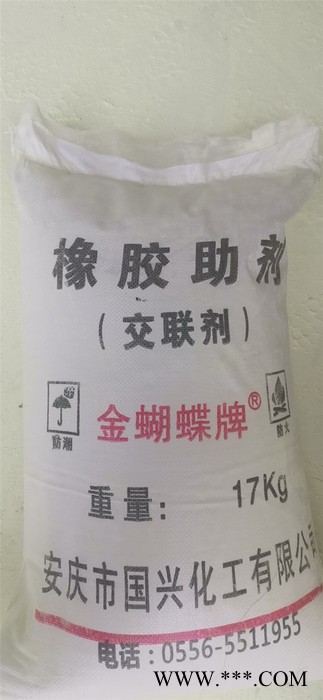 橡胶助剂
（交联剂）
防潮
金蝴蝶牌®
防火
重量: 17Kg
安庆市国兴化工有限公司
电话: 0556-5511955
www.***.com